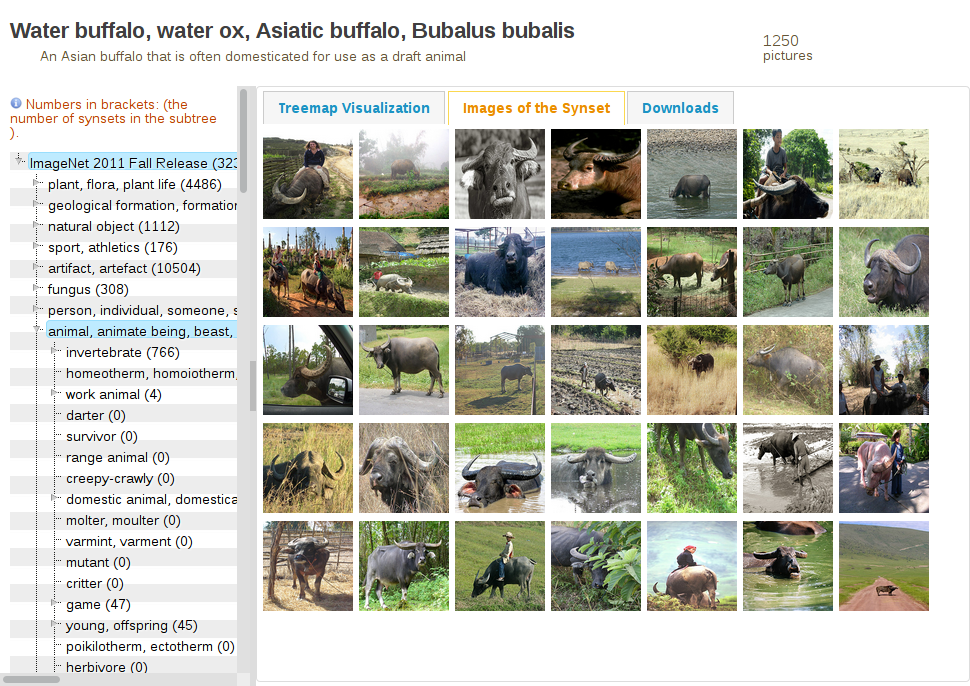 Water buffalo, water ox, Asiatic buffalo, Bubalus bubalis
An Asian buffalo that is often domesticated for use as a draft animal
1250
pictures
Numbers in brackets: (the
number of synsets in the subtree
).
ImageNet 2011 Fall Release (323
plant, flora, plant life (4486)
geological formation, formation
natural object (1112)
sport, athletics (176)
artifact, artefact (10504)
fungus (308)
person, individual, someone, s
animal, animate being, beast,
invertebrate (766)
homeotherm, homoiotherm,
work animal (4)
darter (0)
survivor (0)
range animal (0)
creepy-crawly (0)
domestic animal, domestica
molter, moulter (0)
varmint, varment (0)
mutant (0)
critter (0)
game (47)
young, offspring (45)
poikilotherm, ectotherm (0)
herbivore (0)
Treemap Visualization
Images of the Synset
Downloads